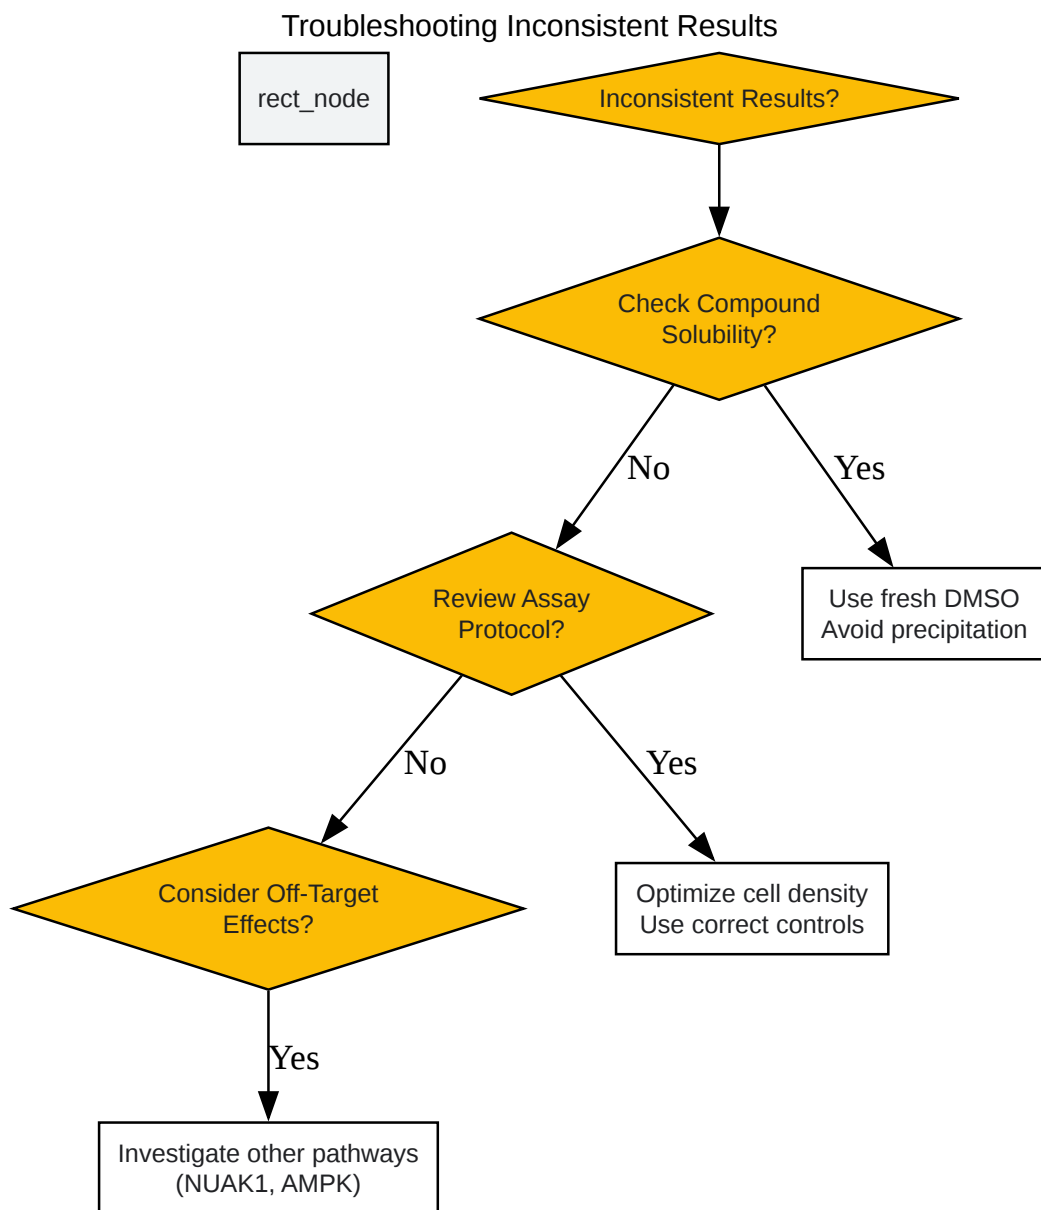 Troubleshooting Inconsistent Results
rect_node
Inconsistent Results?
Check Compound
Solubility?
No
Yes
Review Assay
Protocol?
Use fresh DMSO
Avoid precipitation
No
Yes
Consider Off-Target
Effects?
Optimize cell density
Use correct controls
Yes
Investigate other pathways
(NUAK1, AMPK)